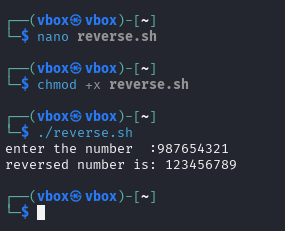 ┌──(vbox㉿vbox)-[~]
└─$ nano reverse.sh
┌──(vbox㉿vbox)-[~]
└─$ chmod +x reverse.sh
┌──(vbox㉿vbox)-[~]
└─$ ./reverse.sh
enter the number  :987654321
reversed number is: 123456789
┌──(vbox㉿vbox)-[~]
└─$